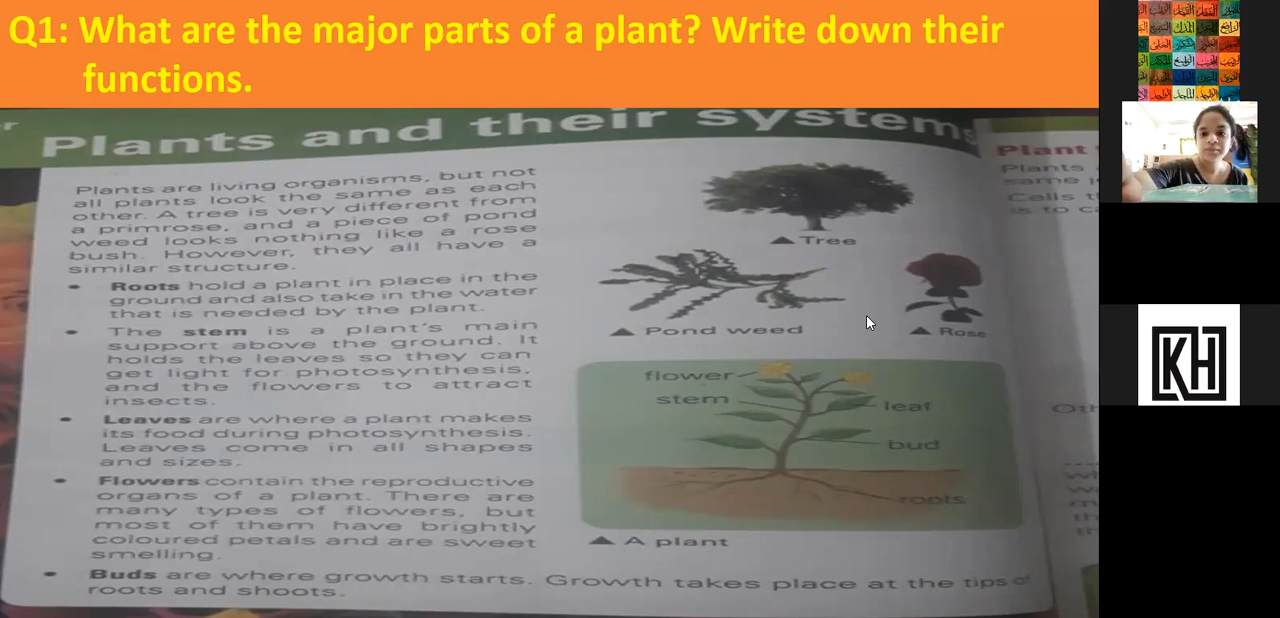 Q1: What are the major parts of a plant? Write down their
functions.
Plants and their systems
Plants are living organisms, but not
all plants look the same as each
other. A tree is very different from
a primrose, and a piece of pond
weed looks nothing like a rose
bush. However, they all have a
similar structure.
• Roots hold a plant in place in the
ground and also take in the water
that is needed by the plant.
• The stem is a plant's main
support above the ground. It
holds the leaves so they can
get light for photosynthesis,
and the flowers to attract
insects.
• Leaves are where a plant makes
its food during photosynthesis.
Leaves come in all shapes
and sizes.
• Flowers contain the reproductive
organs of a plant. There are
many types of flowers, but
most of them have brightly
coloured petals and are sweet
smelling.
• Buds are where growth starts. Growth takes place at the tips of
roots and shoots.
▲ Tree
▲ Pond weed
▲ Rose
flower
stem
leaf
bud
roots
▲ A plant
Plant
Plants
same
Cells
is to
KH